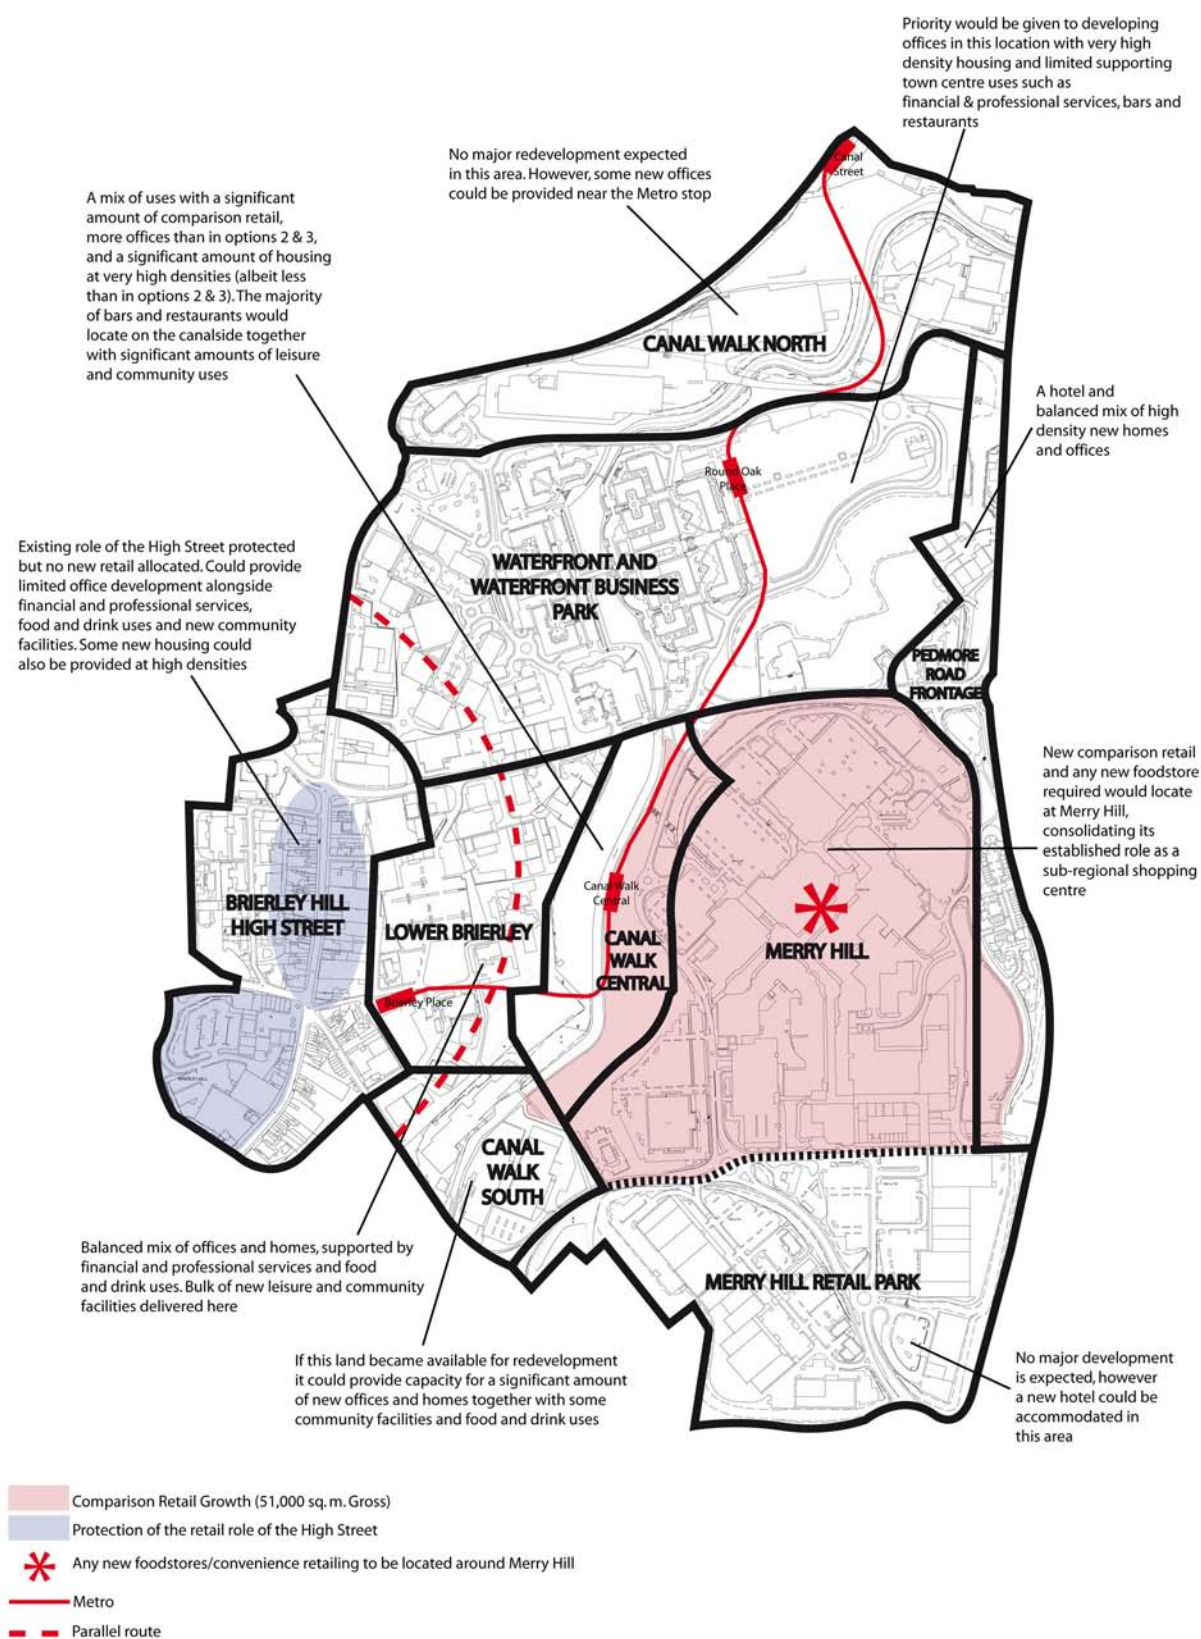 Priority would be given to developing
offices in this location with very high
density housing and limited supporting
town centre uses such as
financial & professional services, bars and
restaurants
No major redevelopment expected
in this area. However, some new offices
could be provided near the Metro stop
Canal
Street
A mix of uses with a significant
amount of comparison retail,
more offices than in options 2 & 3,
and a significant amount of housing
at very high densities (albeit less
than in options 2 & 3). The majority
of bars and restaurants would
locate on the canalside together
with significant amounts of leisure
and community uses
CANAL WALK NORTH
A hotel and
balanced mix of high
density new homes
and offices
Round Oak
Place
Existing role of the High Street protected
but no new retail allocated. Could provide
limited office development alongside
financial and professional services,
food and drink uses and new community
facilities. Some new housing could
also be provided at high densities
WATERFRONT AND
WATERFRONT BUSINESS
PARK
PEDMORE
ROAD
FRONTAGE
New comparison retail
and any new foodstore
required would locate
at Merry Hill,
consolidating its
established role as a
sub-regional shopping
centre
Canal Walk
Central
BRIERLEY HILL
HIGH STREET
LOWER BRIERLEY
CANAL
WALK
CENTRAL
MERRY HILL
Brierley Place
CANAL
WALK
SOUTH
Balanced mix of offices and homes, supported by
financial and professional services and food
and drink uses. Bulk of new leisure and community
facilities delivered here
MERRY HILL RETAIL PARK
If this land became available for redevelopment
it could provide capacity for a significant amount
of new offices and homes together with some
community facilities and food and drink uses
No major development
is expected, however
a new hotel could be
accommodated in
this area
Comparison Retail Growth (51,000 sq. m. Gross)
Protection of the retail role of the High Street
Any new foodstores/convenience retailing to be located around Merry Hill
Metro
Parallel route